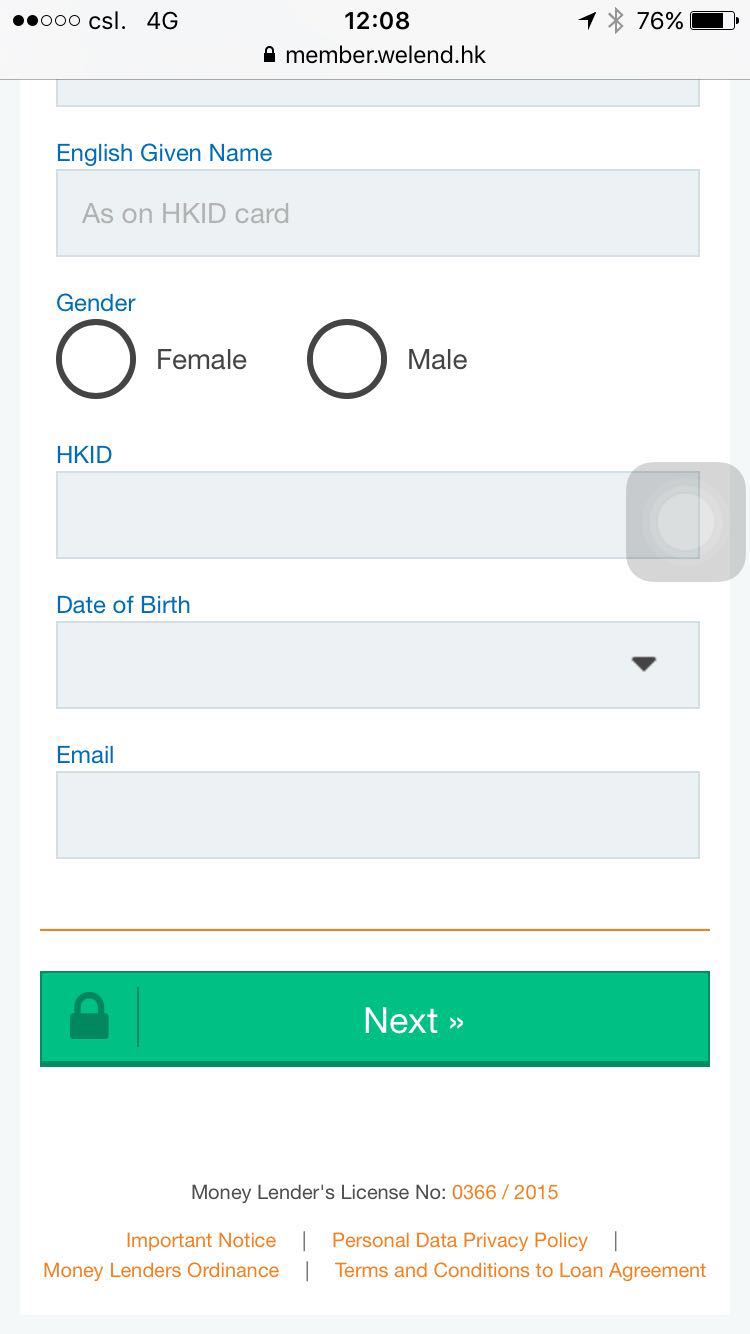 csl. 4G 12:08 76%
member.welend.hk
English Given Name
As on HKID card
Gender
Female Male
HKID
Date of Birth
Email
Next »
Money Lender's License No: 0366 / 2015
Important Notice | Personal Data Privacy Policy |
Money Lenders Ordinance | Terms and Conditions to Loan Agreement